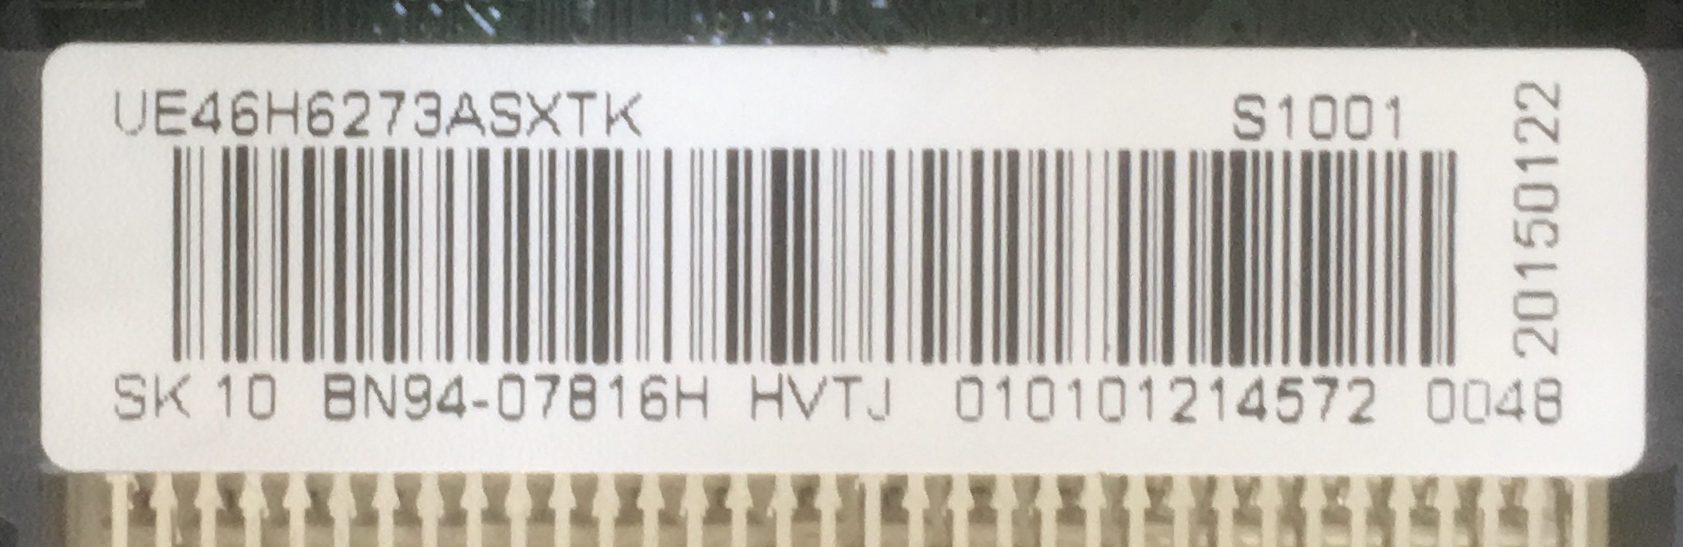 UE46H6273ASXTK S1001
SK 10 BN94-07816H HVTJ 010101214572 0048
20150122